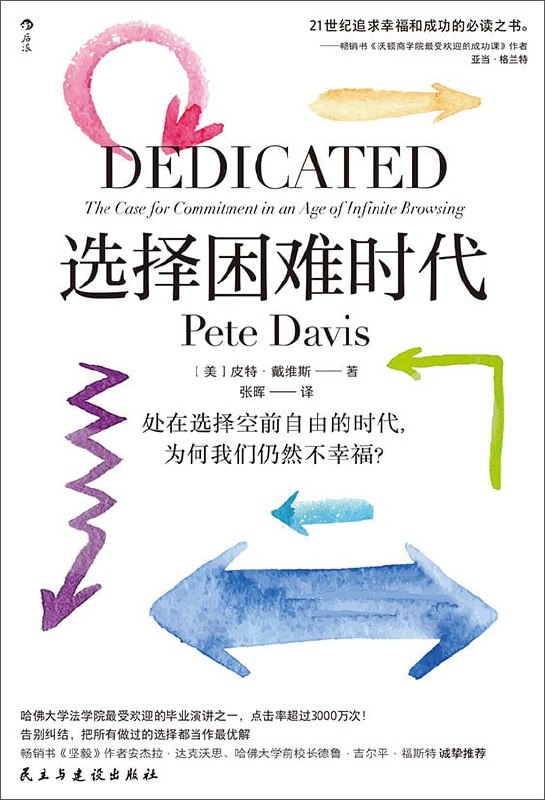 后浪
21世纪追求幸福和成功的必读之书。
——畅销书《沃顿商学院最受欢迎的成功课》作者
亚当·格兰特
DEDICATED
The Case for Commitment in an Age of Infinite Browsing
选择困难时代
Pete Davis
[美]皮特·戴维斯——著
张晖——译
处在选择空前自由的时代，
为何我们仍然不幸福?
哈佛大学法学院最受欢迎的毕业演讲之一，点击率超过3000万次!
告别纠结，把所有做过的选择都当作最优解
畅销书《坚毅》作者安杰拉·达克沃思、哈佛大学前校长德鲁·吉尔平·福斯特 诚挚推荐
民主与建设出版社